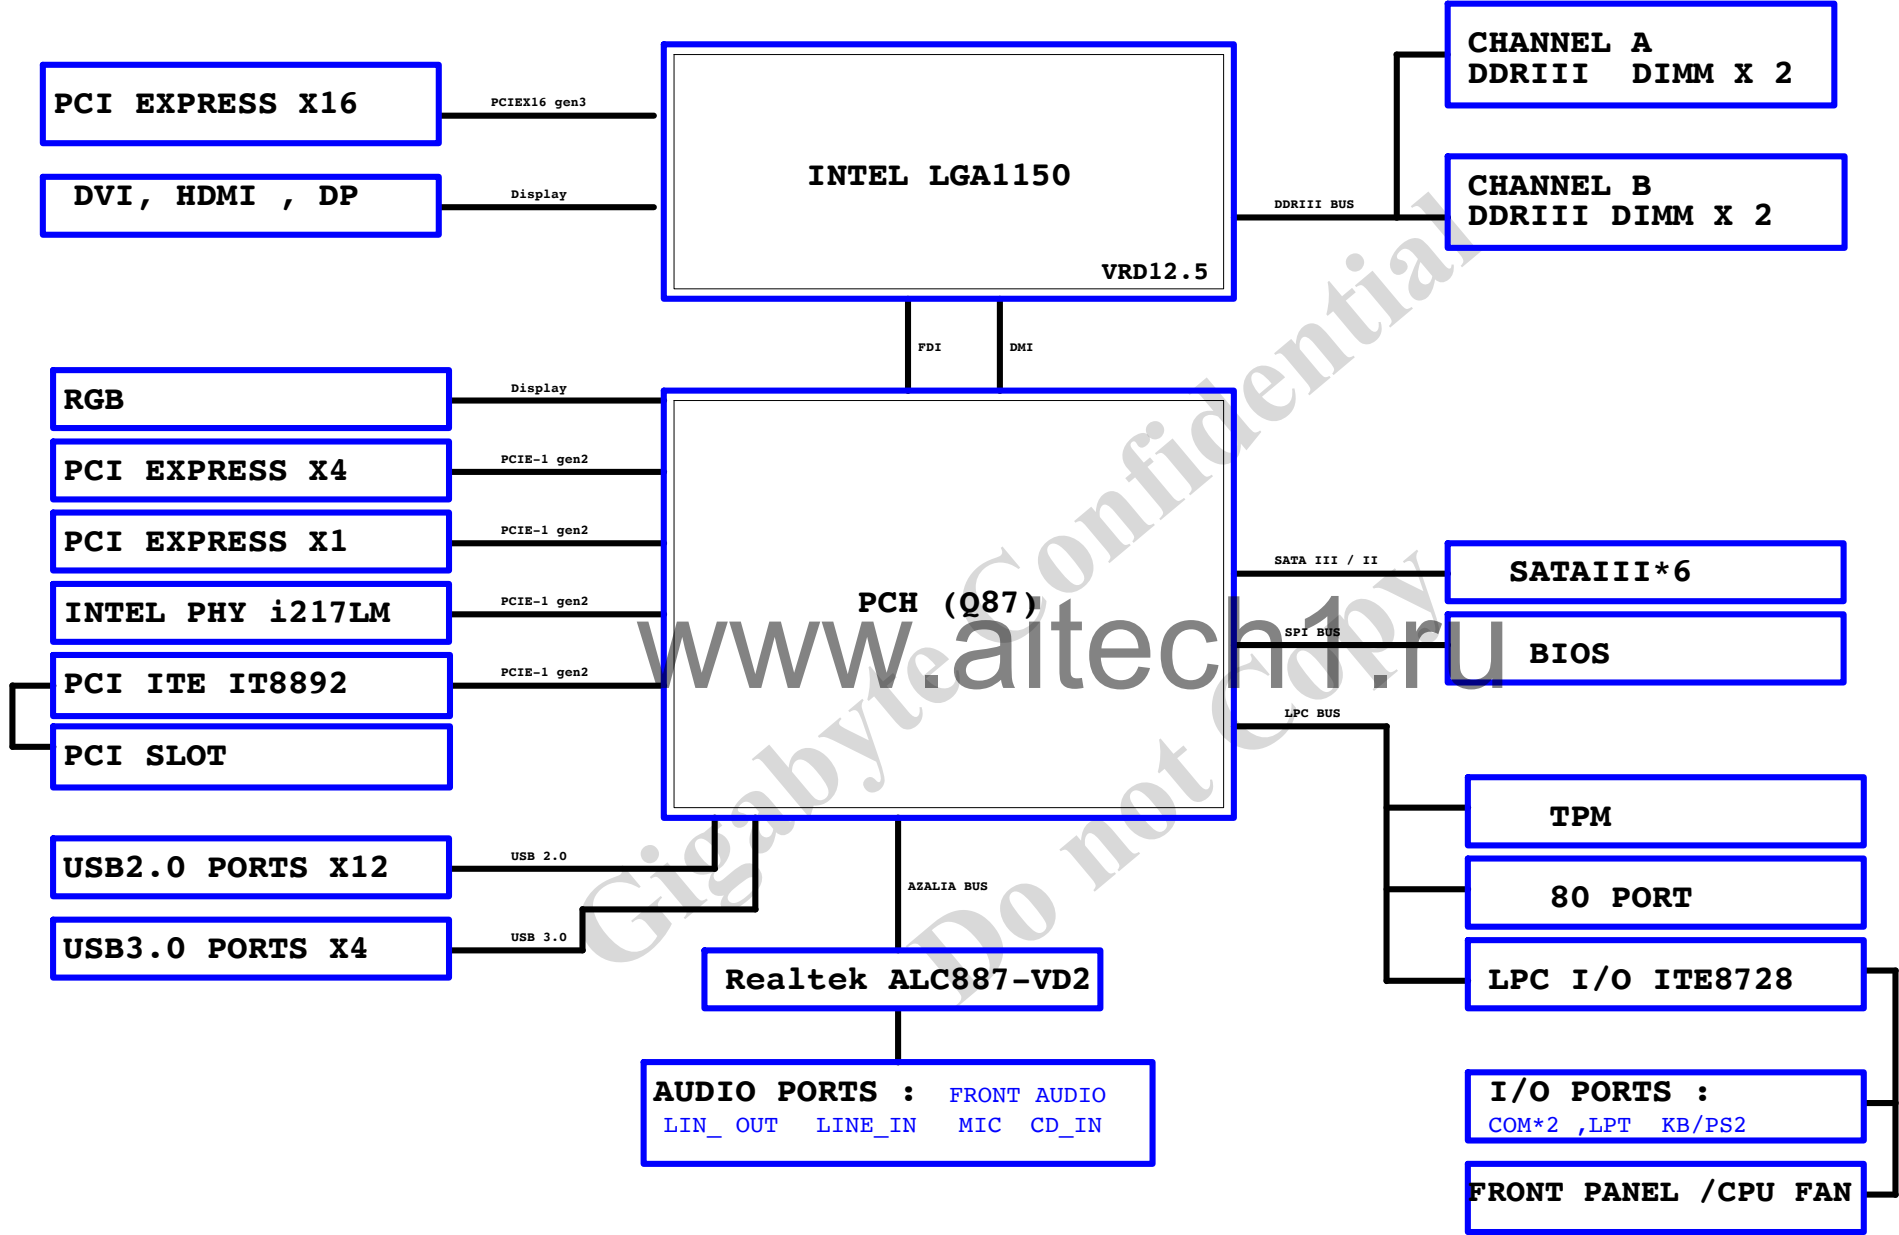 CHANNEL A
DDRIII DIMM X 2
PCI EXPRESS X16
PCIEX16 gen3
INTEL LGA1150
DVI, HDMI , DP
Display
DDRIII BUS
CHANNEL B
DDRIII DIMM X 2
VRD12.5
FDI
DMI
RGB
Display
PCI EXPRESS X4
PCIE-1 gen2
PCI EXPRESS X1
PCIE-1 gen2
SATA III / II
SATAIII*6
INTEL PHY i217LM
PCIE-1 gen2
PCH (Q87)
www.aitech1.ru
SPI BUS
BIOS
PCI ITE IT8892
PCIE-1 gen2
LPC BUS
PCI SLOT
Gigabyte Confidential
Do not Copy
TPM
USB2.0 PORTS X12
USB 2.0
AZALIA BUS
80 PORT
USB3.0 PORTS X4
USB 3.0
Realtek ALC887-VD2
LPC I/O ITE8728
AUDIO PORTS : FRONT AUDIO
LIN_ OUT LINE_IN MIC CD_IN
I/O PORTS :
COM*2 ,LPT KB/PS2
FRONT PANEL /CPU FAN